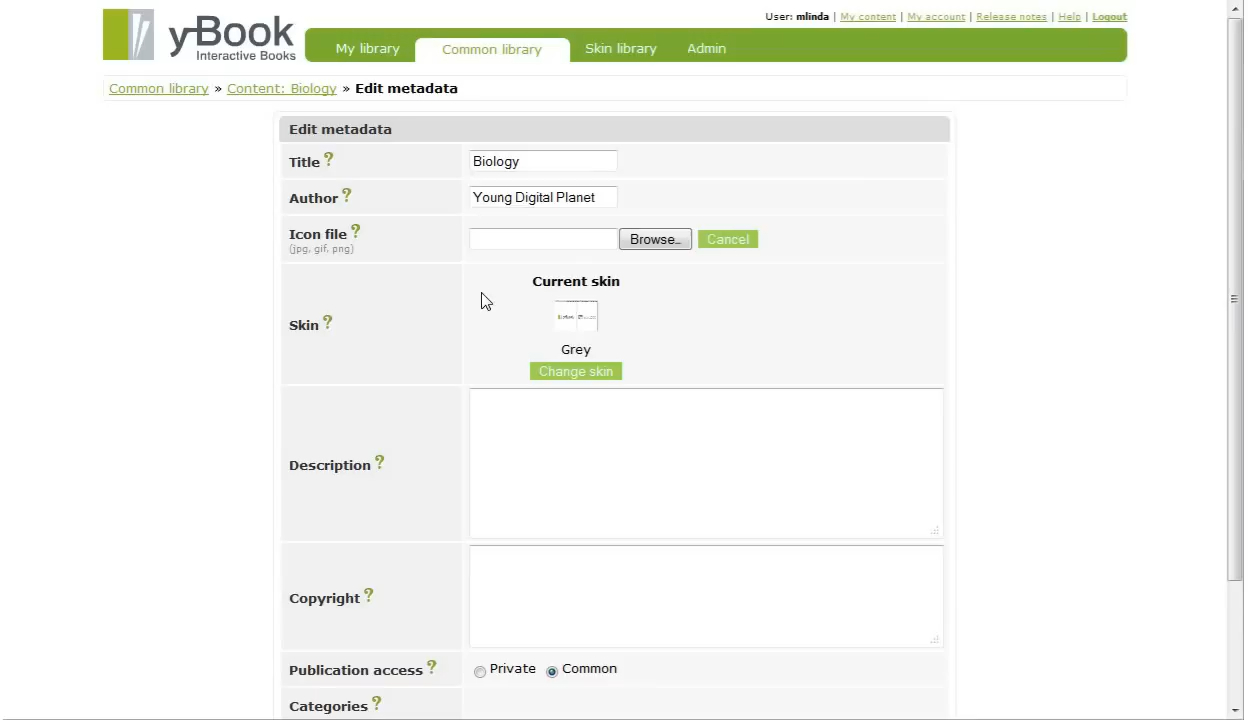 User: mlinda | My content | My account | Release notes | Help | Logout
y-Book
Interactive Books
My library Common library Skin library Admin
Common library » Content: Biology » Edit metadata
Edit metadata
Title ? Biology
Author ? Young Digital Planet
Icon file ? Browse... Cancel
(jpg, gif, png)
Current skin
Skin ?
Grey
Change skin
Description ?
Copyright ?
Publication access ? Private Common
Categories ?